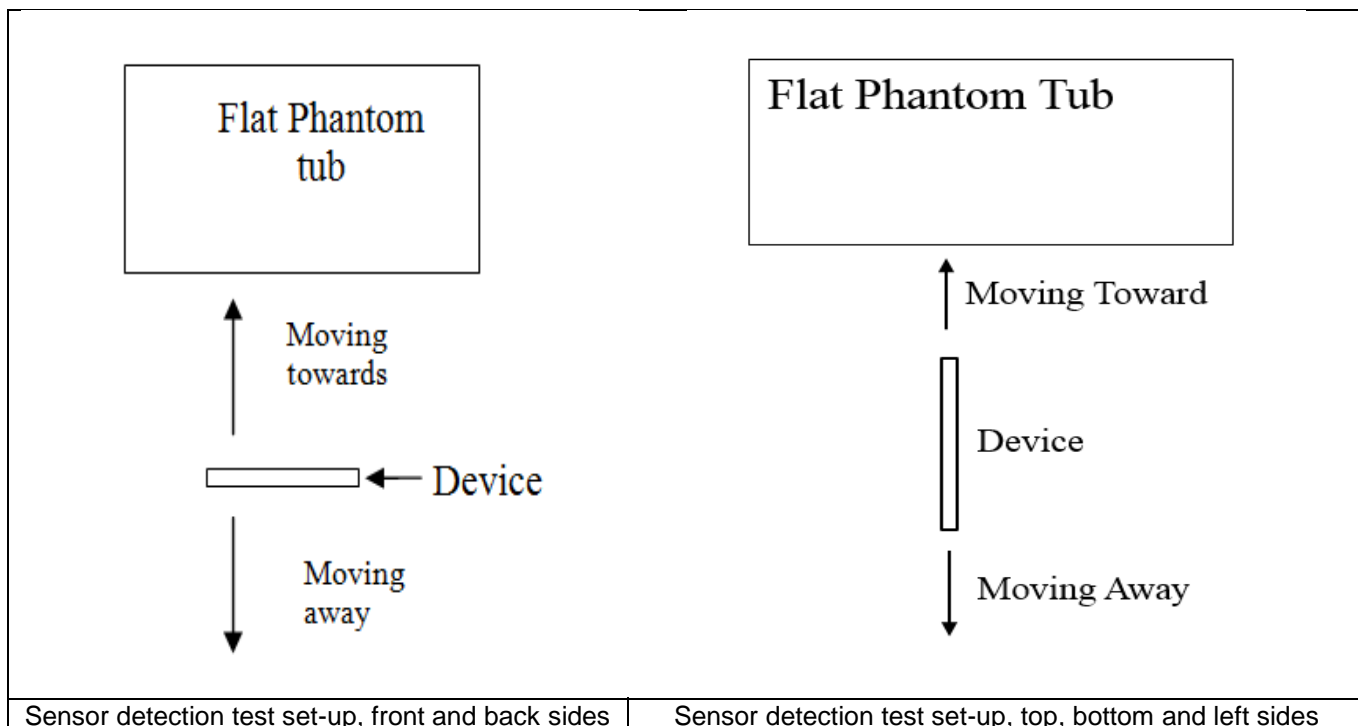 Flat Phantom
tub
Moving
towards
Device
Moving
away
Sensor detection test set-up, front and back sides
Flat Phantom Tub
Moving Toward
Device
Moving Away
Sensor detection test set-up, top, bottom and left sides